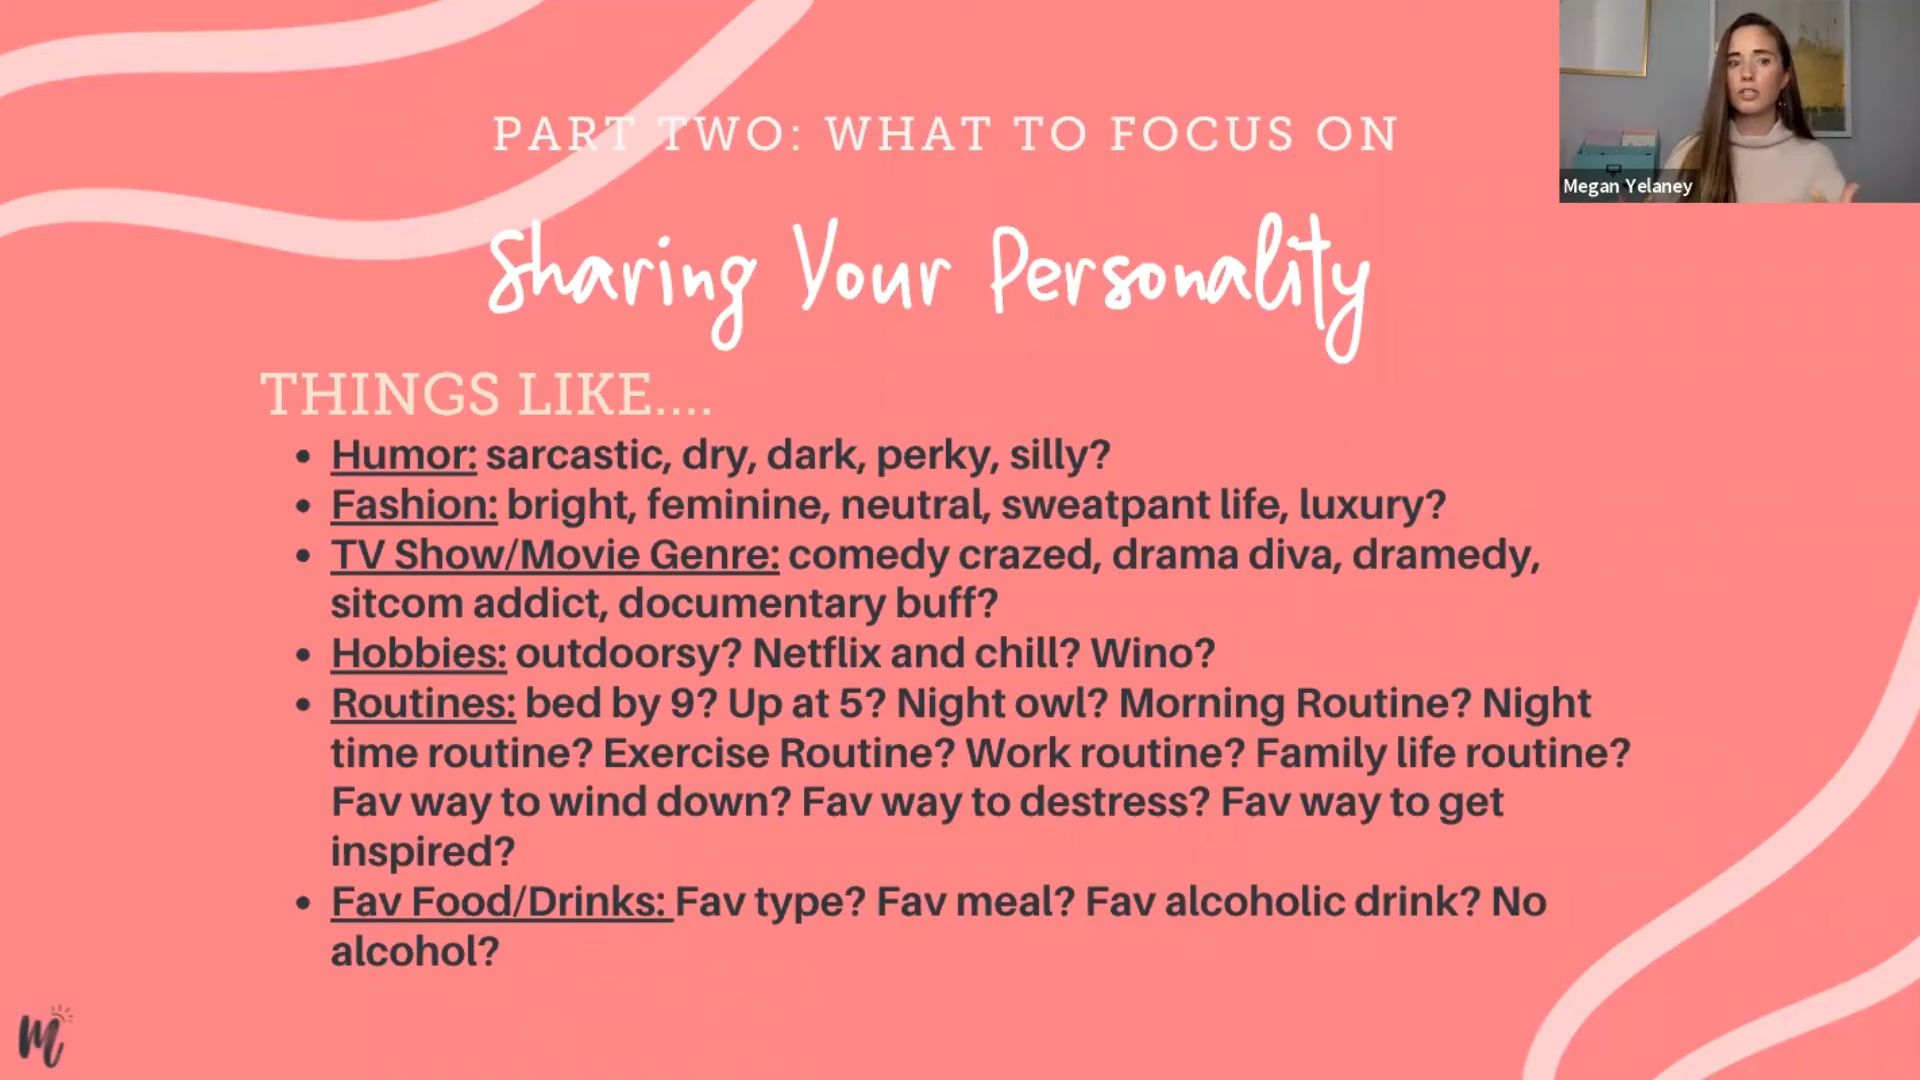 PART TWO: WHAT TO FOCUS ON
Sharing Your Personality
THINGS LIKE....
• Humor: sarcastic, dry, dark, perky, silly?
• Fashion: bright, feminine, neutral, sweatpant life, luxury?
• TV Show/Movie Genre: comedy crazed, drama diva, dramedy,
sitcom addict, documentary buff?
• Hobbies: outdoorsy? Netflix and chill? Wino?
• Routines: bed by 9? Up at 5? Night owl? Morning Routine? Night
time routine? Exercise Routine? Work routine? Family life routine?
Fav way to wind down? Fav way to destress? Fav way to get
inspired?
• Fav Food/Drinks: Fav type? Fav meal? Fav alcoholic drink? No
alcohol?
Megan Yelaney
m